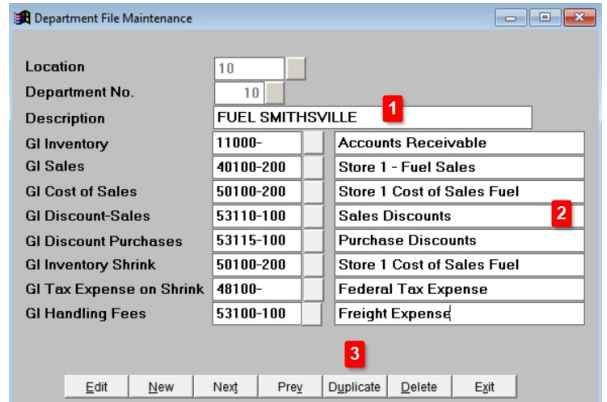 Department File Maintenance
Location 10
Department No. 10
Description FUEL SMITHSVILLE 1
Gl Inventory 11000- Accounts Receivable
Gl Sales 40100-200 Store 1 - Fuel Sales
Gl Cost of Sales 50100-200 Store 1 Cost of Sales Fuel
Gl Discount-Sales 53110-100 Sales Discounts 2
Gl Discount Purchases 53115-100 Purchase Discounts
Gl Inventory Shrink 50100-200 Store 1 Cost of Sales Fuel
Gl Tax Expense on Shrink 48100- Federal Tax Expense
Gl Handling Fees 53100-100 Freight Expense
3
Edit New Next Prev Duplicate Delete Exit